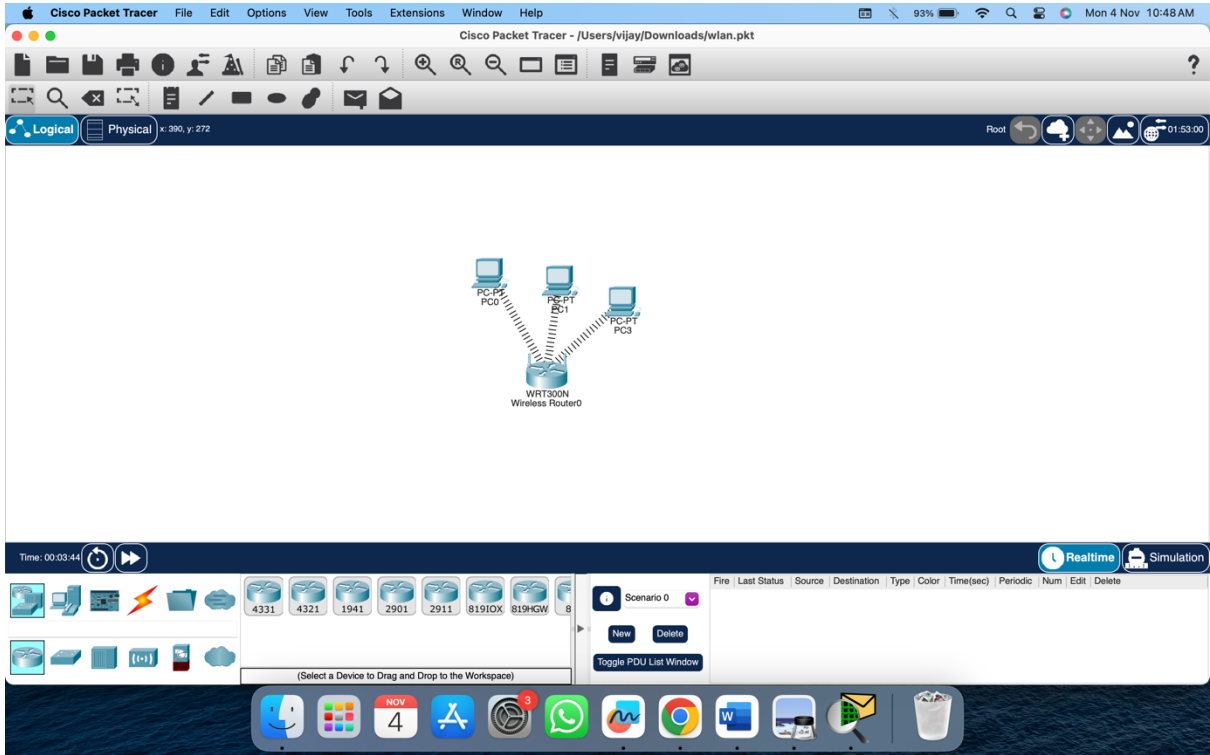 Cisco Packet Tracer File Edit Options View Tools Extensions Window Help 93% Mon 4 Nov 10:48 AM
Cisco Packet Tracer - /Users/vijay/Downloads/wlan.pkt
?
Logical Physical x: 390, y: 272 Root 01:53:00
PC-PT
PC0
PC-PT
PC1
PC-PT
PC3
WRT300N
Wireless Router0
Time: 00:03:44 Realtime Simulation
4331 4321 1941 2901 2911 819IOX 819HGW 8
(Select a Device to Drag and Drop to the Workspace)
Scenario 0
New Delete
Toggle PDU List Window
Fire Last Status Source Destination Type Color Time(sec) Periodic Num Edit Delete
NOV
4
3
W